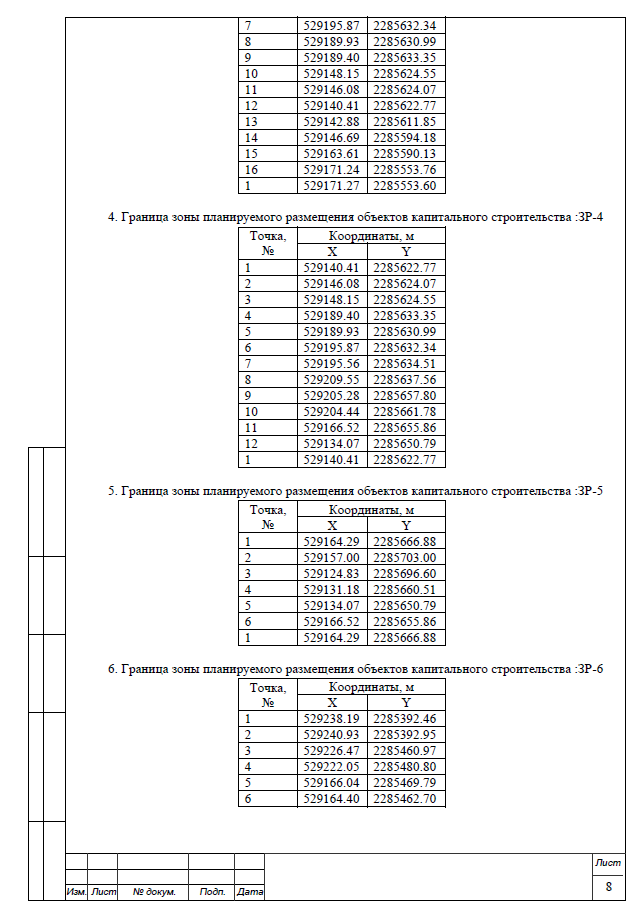 7 529195.87 2285632.34
8 529189.93 2285630.99
9 529189.40 2285633.35
10 529148.15 2285624.55
11 529146.08 2285624.07
12 529140.41 2285622.77
13 529142.88 2285611.85
14 529146.69 2285594.18
15 529163.61 2285590.13
16 529171.24 2285553.76
1 529171.27 2285553.60
4. Граница зоны планируемого размещения объектов капитального строительства :ЗР-4
Точка, № Координаты, м
X Y
1 529140.41 2285622.77
2 529146.08 2285624.07
3 529148.15 2285624.55
4 529189.40 2285633.35
5 529189.93 2285630.99
6 529195.87 2285632.34
7 529195.56 2285634.51
8 529209.55 2285637.56
9 529205.28 2285657.80
10 529204.44 2285661.78
11 529166.52 2285655.86
12 529134.07 2285650.79
1 529140.41 2285622.77
5. Граница зоны планируемого размещения объектов капитального строительства :ЗР-5
Точка, № Координаты, м
X Y
1 529164.29 2285666.88
2 529157.00 2285703.00
3 529124.83 2285696.60
4 529131.18 2285660.51
5 529134.07 2285650.79
6 529166.52 2285655.86
1 529164.29 2285666.88
6. Граница зоны планируемого размещения объектов капитального строительства :ЗР-6
Точка, № Координаты, м
X Y
1 529238.19 2285392.46
2 529240.93 2285392.95
3 529226.47 2285460.97
4 529222.05 2285480.80
5 529166.04 2285469.79
6 529164.40 2285462.70
Лист
8
Изм. Лист № докум. Подп. Дата